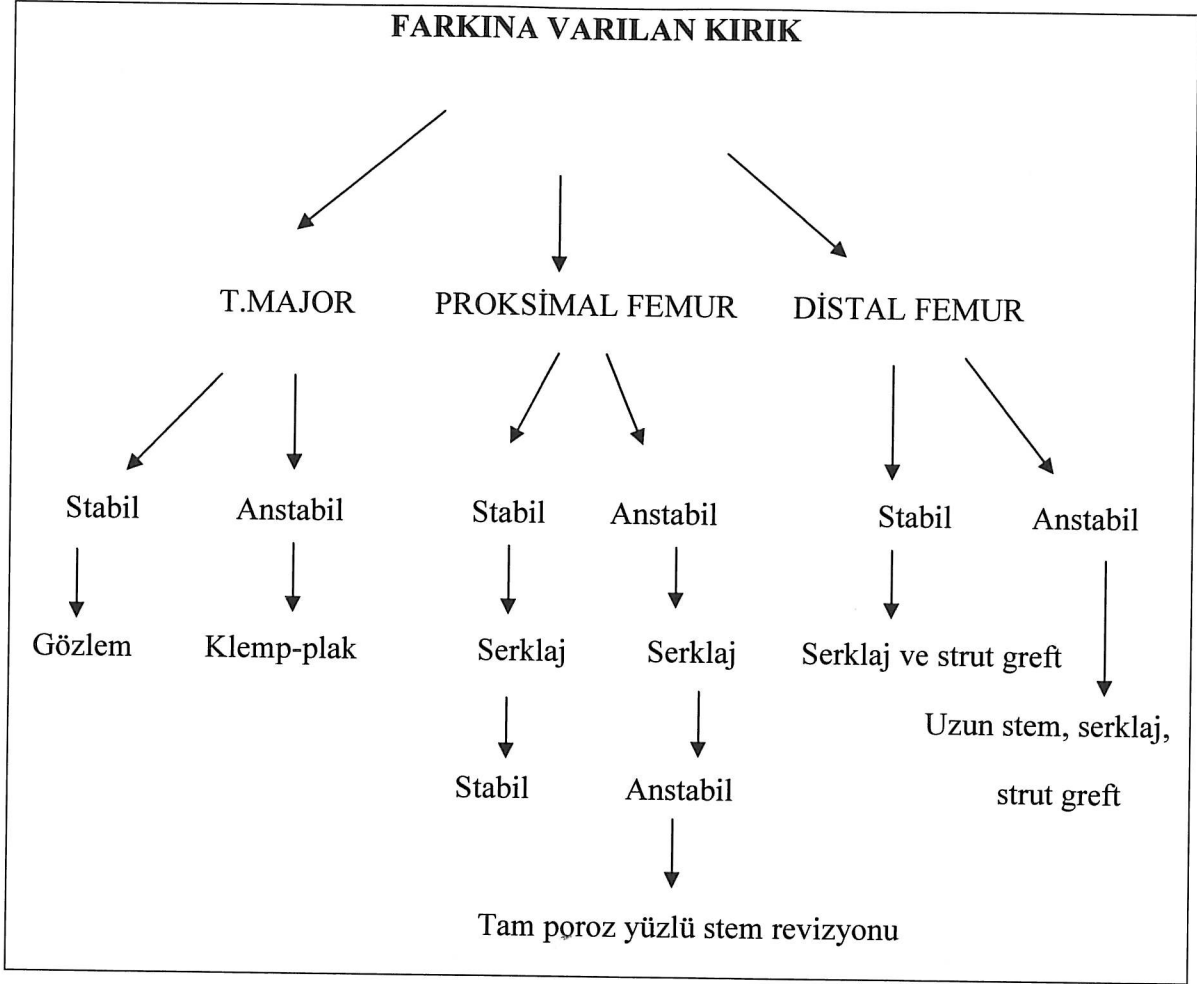 FARKINA VARILAN KIRIK
T.MAJOR PROKSİMAL FEMUR DİSTAL FEMUR
Stabil Anstabil Stabil Anstabil Stabil Anstabil
Gözlem Klemp-plak Serklaj Serklaj Serklaj ve strut greft
Uzun stem, serklaj,
Stabil Anstabil strut greft
Tam poroz yüzlü stem revizyonu